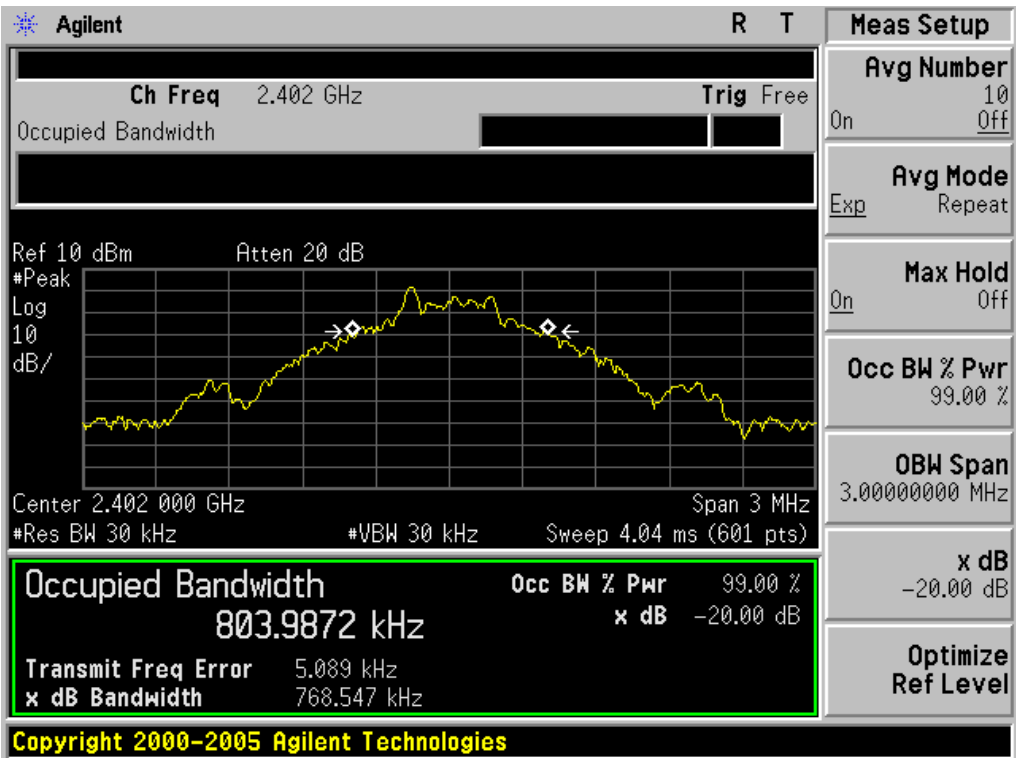 Agilent R T
Ch Freq 2.402 GHz Trig Free
Occupied Bandwidth
Ref 10 dBm Atten 20 dB
#Peak
Log
10
dB/
Center 2.402 000 GHz Span 3 MHz
#Res BW 30 kHz #VBW 30 kHz Sweep 4.04 ms (601 pts)
Occupied Bandwidth Occ BW % Pwr 99.00 %
803.9872 kHz x dB -20.00 dB
Transmit Freq Error 5.089 kHz
x dB Bandwidth 768.547 kHz
Copyright 2000-2005 Agilent Technologies
Meas Setup
Avg Number
10
On Off
Avg Mode
Exp Repeat
Max Hold
On Off
Occ BW % Pwr
99.00 %
OBW Span
3.00000000 MHz
x dB
-20.00 dB
Optimize
Ref Level